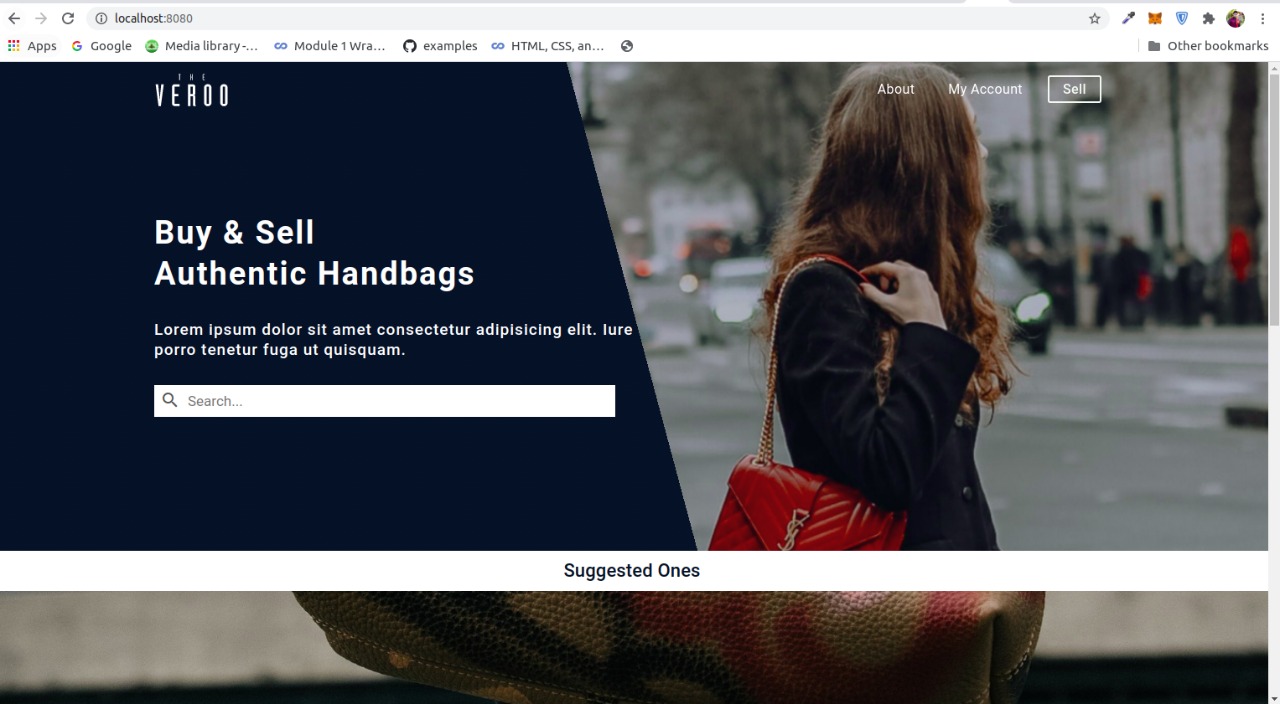 localhost:8080
Apps
Google
Media library -...
Module 1 Wra...
examples
HTML, CSS, an...
Other bookmarks
THE
VEROO
About
My Account
Sell
Buy & Sell
Authentic Handbags
Lorem ipsum dolor sit amet consectetur adipisicing elit. Iure
porro tenetur fuga ut quisquam.
Search...
YSL
Suggested Ones